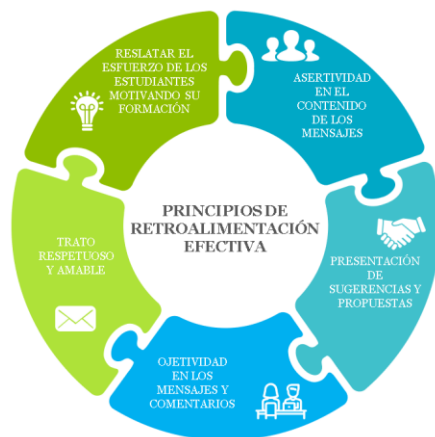 PRINCIPIOS DE
RETROALIMENTACIÓN
EFECTIVA
RESLATAR EL
ESFUERZO DE LOS
ESTUDIANTES
MOTIVANDO SU
FORMACIÓN
ASERTIVIDAD
EN EL
CONTENIDO
DE LOS
MENSAJES
PRESENTACIÓN
DE
SUGERENCIAS Y
PROPUESTAS
OJETIVIDAD
EN LOS
MENSAJES Y
COMENTARIOS
TRATO
RESPETUOSO
Y AMABLE